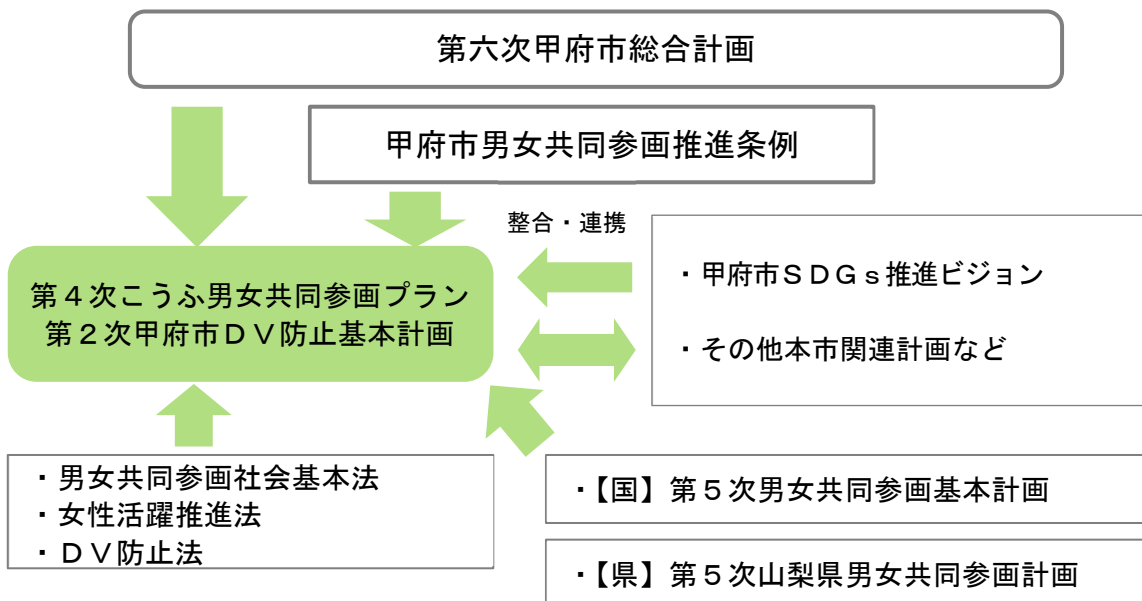 第六次甲府市総合計画
甲府市男女共同参画推進条例
整合・連携
第４次こうふ男女共同参画プラン
第２次甲府市ＤＶ防止基本計画
・甲府市ＳＤＧｓ推進ビジョン
・その他本市関連計画など
・男女共同参画社会基本法
・女性活躍推進法
・ＤＶ防止法
・【国】第５次男女共同参画基本計画
・【県】第５次山梨県男女共同参画計画